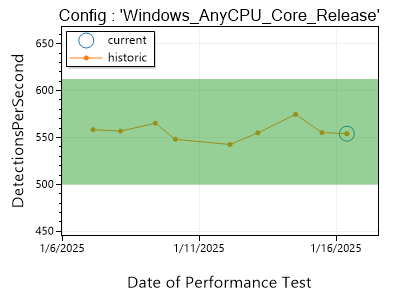 Config : 'Windows_AnyCPU_Core_Release'
current
historic
DetectionsPerSecond
650
600
550
500
450
1/6/2025
1/11/2025
1/16/2025
Date of Performance Test